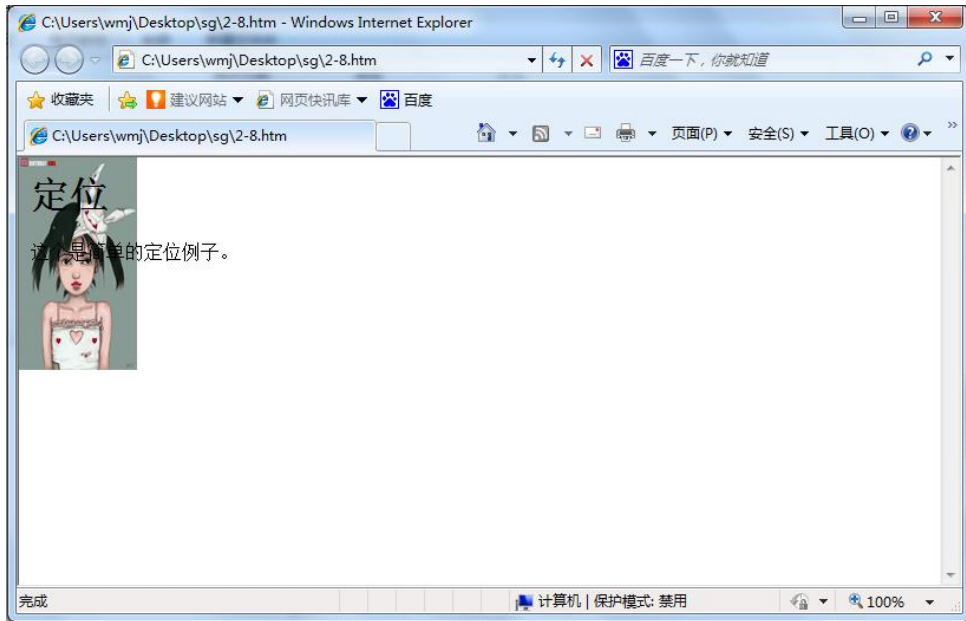 C:\Users\wmj\Desktop\sg\2-8.htm - Windows Internet Explorer
C:\Users\wmj\Desktop\sg\2-8.htm 百度一下，你就知道
收藏夹 建议网站 网页快讯库 百度
C:\Users\wmj\Desktop\sg\2-8.htm 页面(P) 安全(S) 工具(O) »
定位
这个是简单的定位例子。
完成 计算机 | 保护模式: 禁用 100%